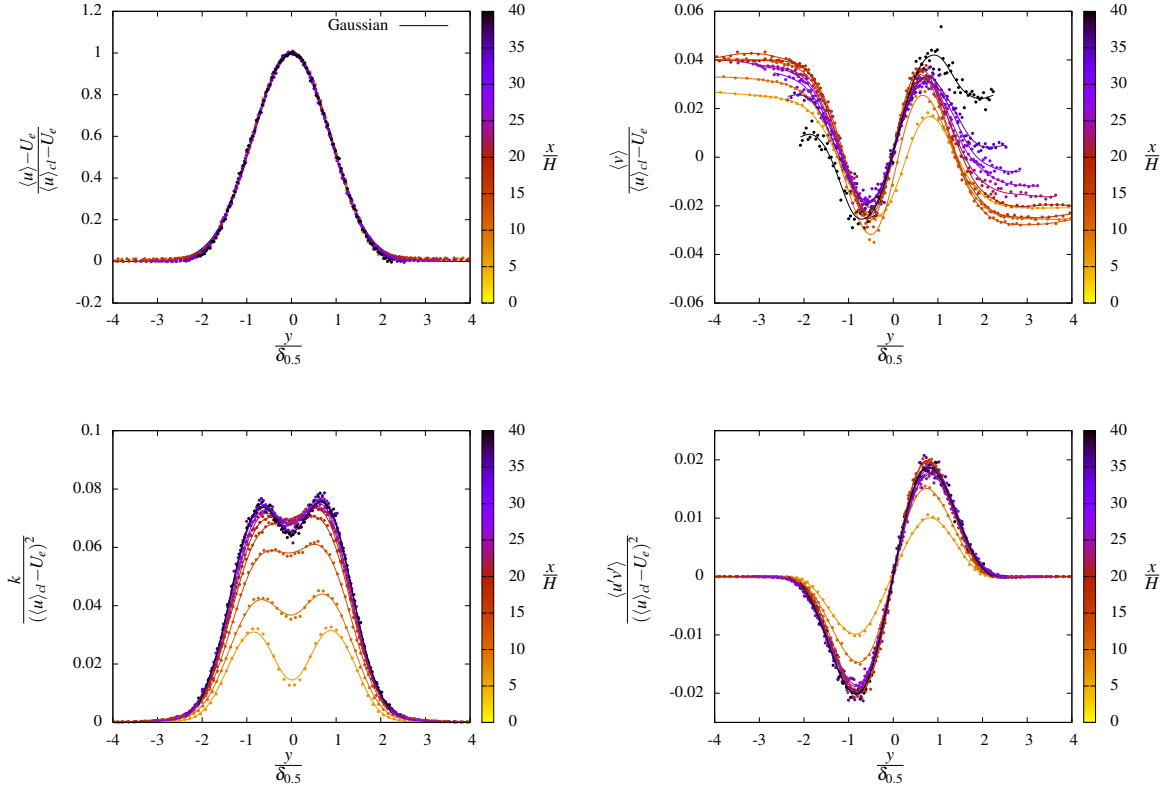 1.2
1
0.8
0.6
0.4
0.2
0
-0.2
Gaussian
⟨u⟩−U_e
⟨u⟩_cl−U_e
-4 -3 -2 -1 0 1 2 3 4
y
δ_0.5
40
35
30
25
20
15
10
5
0
x
H
0.06
0.04
0.02
0
-0.02
-0.04
-0.06
⟨v⟩
⟨u⟩_cl−U_e
-4 -3 -2 -1 0 1 2 3 4
y
δ_0.5
40
35
30
25
20
15
10
5
0
x
H
0.1
0.08
0.06
0.04
0.02
0
k
(⟨u⟩_cl−U_e)^2
-4 -3 -2 -1 0 1 2 3 4
y
δ_0.5
40
35
30
25
20
15
10
5
0
x
H
0.02
0.01
0
-0.01
-0.02
⟨u′v′⟩
(⟨u⟩_cl−U_e)^2
-4 -3 -2 -1 0 1 2 3 4
y
δ_0.5
40
35
30
25
20
15
10
5
0
x
H